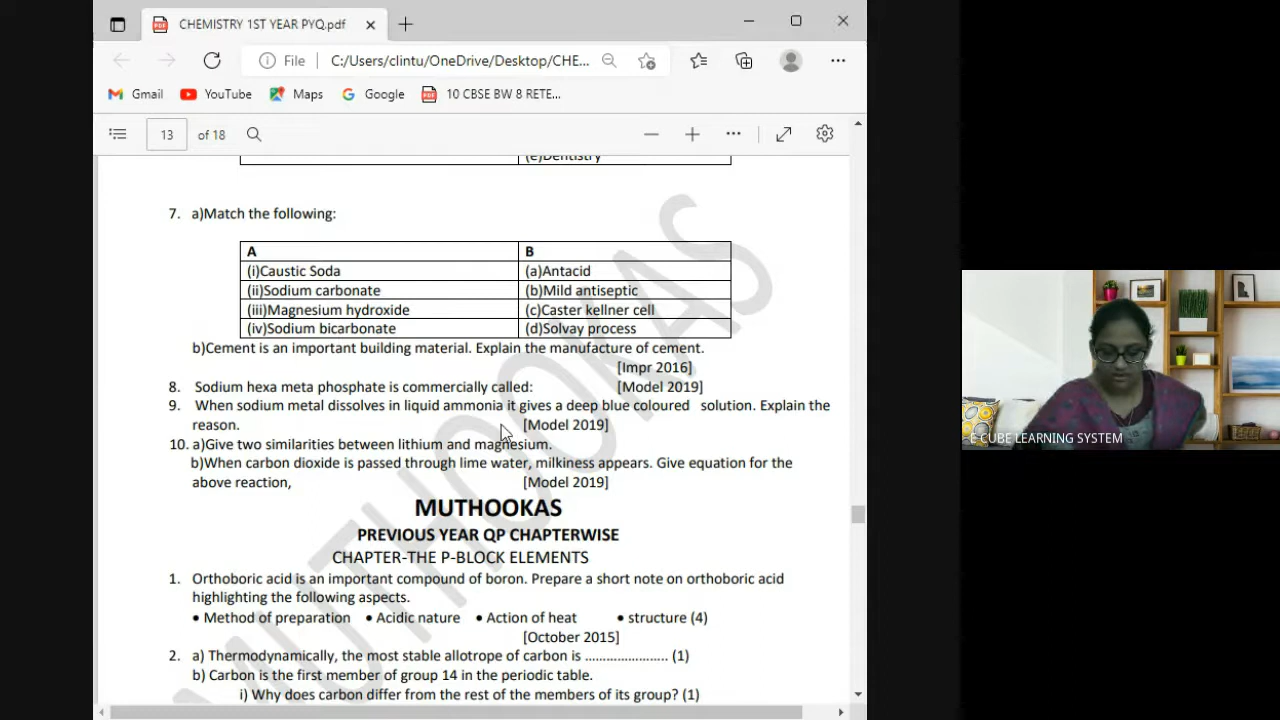 CHEMISTRY 1ST YEAR PYQ.pdf
File C:/Users/clintu/OneDrive/Desktop/CHE...
Gmail YouTube Maps Google 10 CBSE BW 8 RETE...
13 of 18
(e)Dentistry
7. a)Match the following:
A B
(i)Caustic Soda (a)Antacid
(ii)Sodium carbonate (b)Mild antiseptic
(iii)Magnesium hydroxide (c)Caster kellner cell
(iv)Sodium bicarbonate (d)Solvay process
b)Cement is an important building material. Explain the manufacture of cement.
[Impr 2016]
8. Sodium hexa meta phosphate is commercially called: [Model 2019]
9. When sodium metal dissolves in liquid ammonia it gives a deep blue coloured solution. Explain the
reason. [Model 2019]
10. a)Give two similarities between lithium and magnesium.
b)When carbon dioxide is passed through lime water, milkiness appears. Give equation for the
above reaction, [Model 2019]
MUTHOOKAS
PREVIOUS YEAR QP CHAPTERWISE
CHAPTER-THE P-BLOCK ELEMENTS
1. Orthoboric acid is an important compound of boron. Prepare a short note on orthoboric acid
highlighting the following aspects.
• Method of preparation • Acidic nature • Action of heat • structure (4)
[October 2015]
2. a) Thermodynamically, the most stable allotrope of carbon is ………………….. (1)
b) Carbon is the first member of group 14 in the periodic table.
i) Why does carbon differ from the rest of the members of its group? (1)
MUTHOOKAS
E CUBE LEARNING SYSTEM